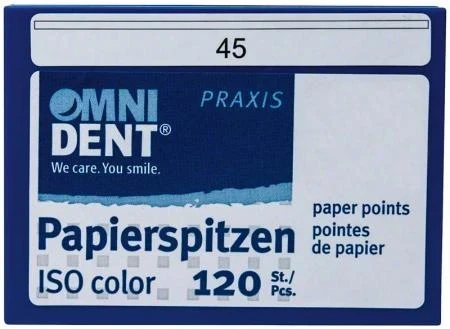 45
OMNI
DENT®
We care. You smile.
PRAXIS
paper points
pointes
de papier
Papierspitzen
ISO color 120 St./
Pcs.